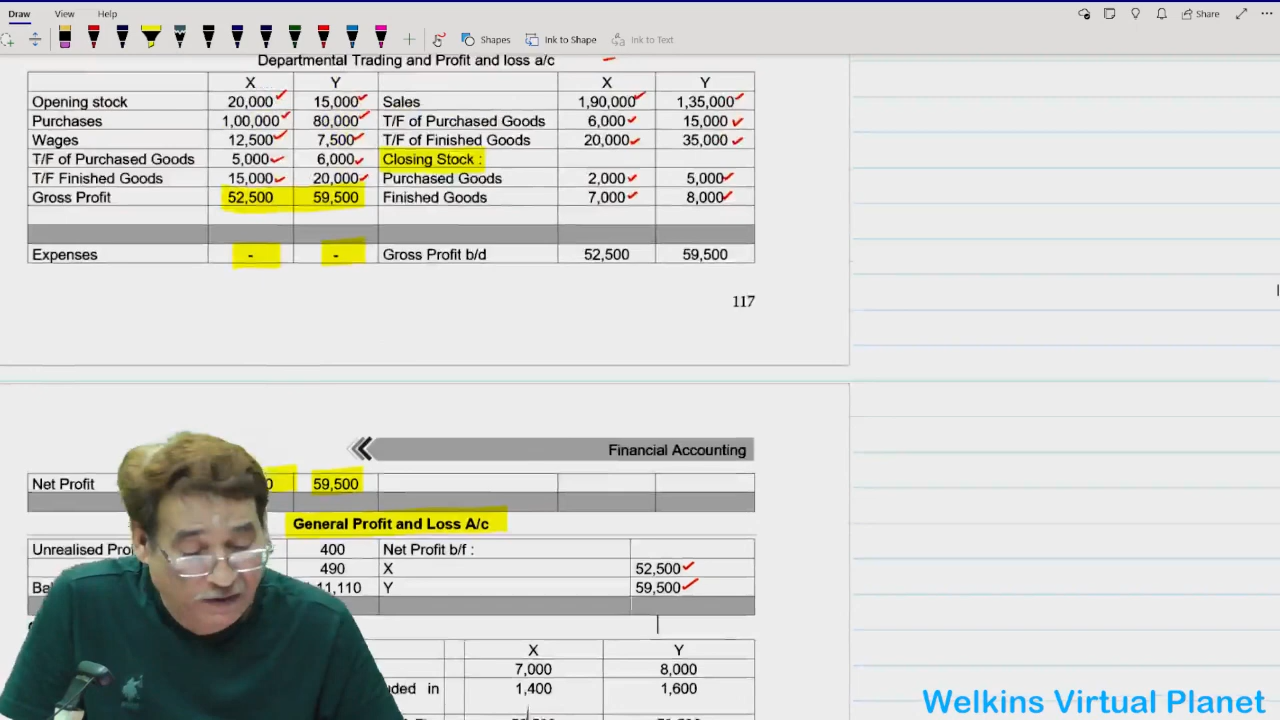 Draw View Help Share
Shapes Ink to Shape Ink to Text
Departmental Trading and Profit and loss a/c
X Y X Y
Opening stock 20,000 15,000 Sales 1,90,000 1,35,000
Purchases 1,00,000 80,000 T/F of Purchased Goods 6,000 15,000
Wages 12,500 7,500 T/F of Finished Goods 20,000 35,000
T/F of Purchased Goods 5,000 6,000 Closing Stock :
T/F Finished Goods 15,000 20,000 Purchased Goods 2,000 5,000
Gross Profit 52,500 59,500 Finished Goods 7,000 8,000
Expenses - - Gross Profit b/d 52,500 59,500
117
Financial Accounting
Net Profit 59,500
General Profit and Loss A/c
Unrealised 400 Net Profit b/f :
490 X 52,500
11,110 Y 59,500
X Y
7,000 8,000
in 1,400 1,600
Welkins Virtual Planet